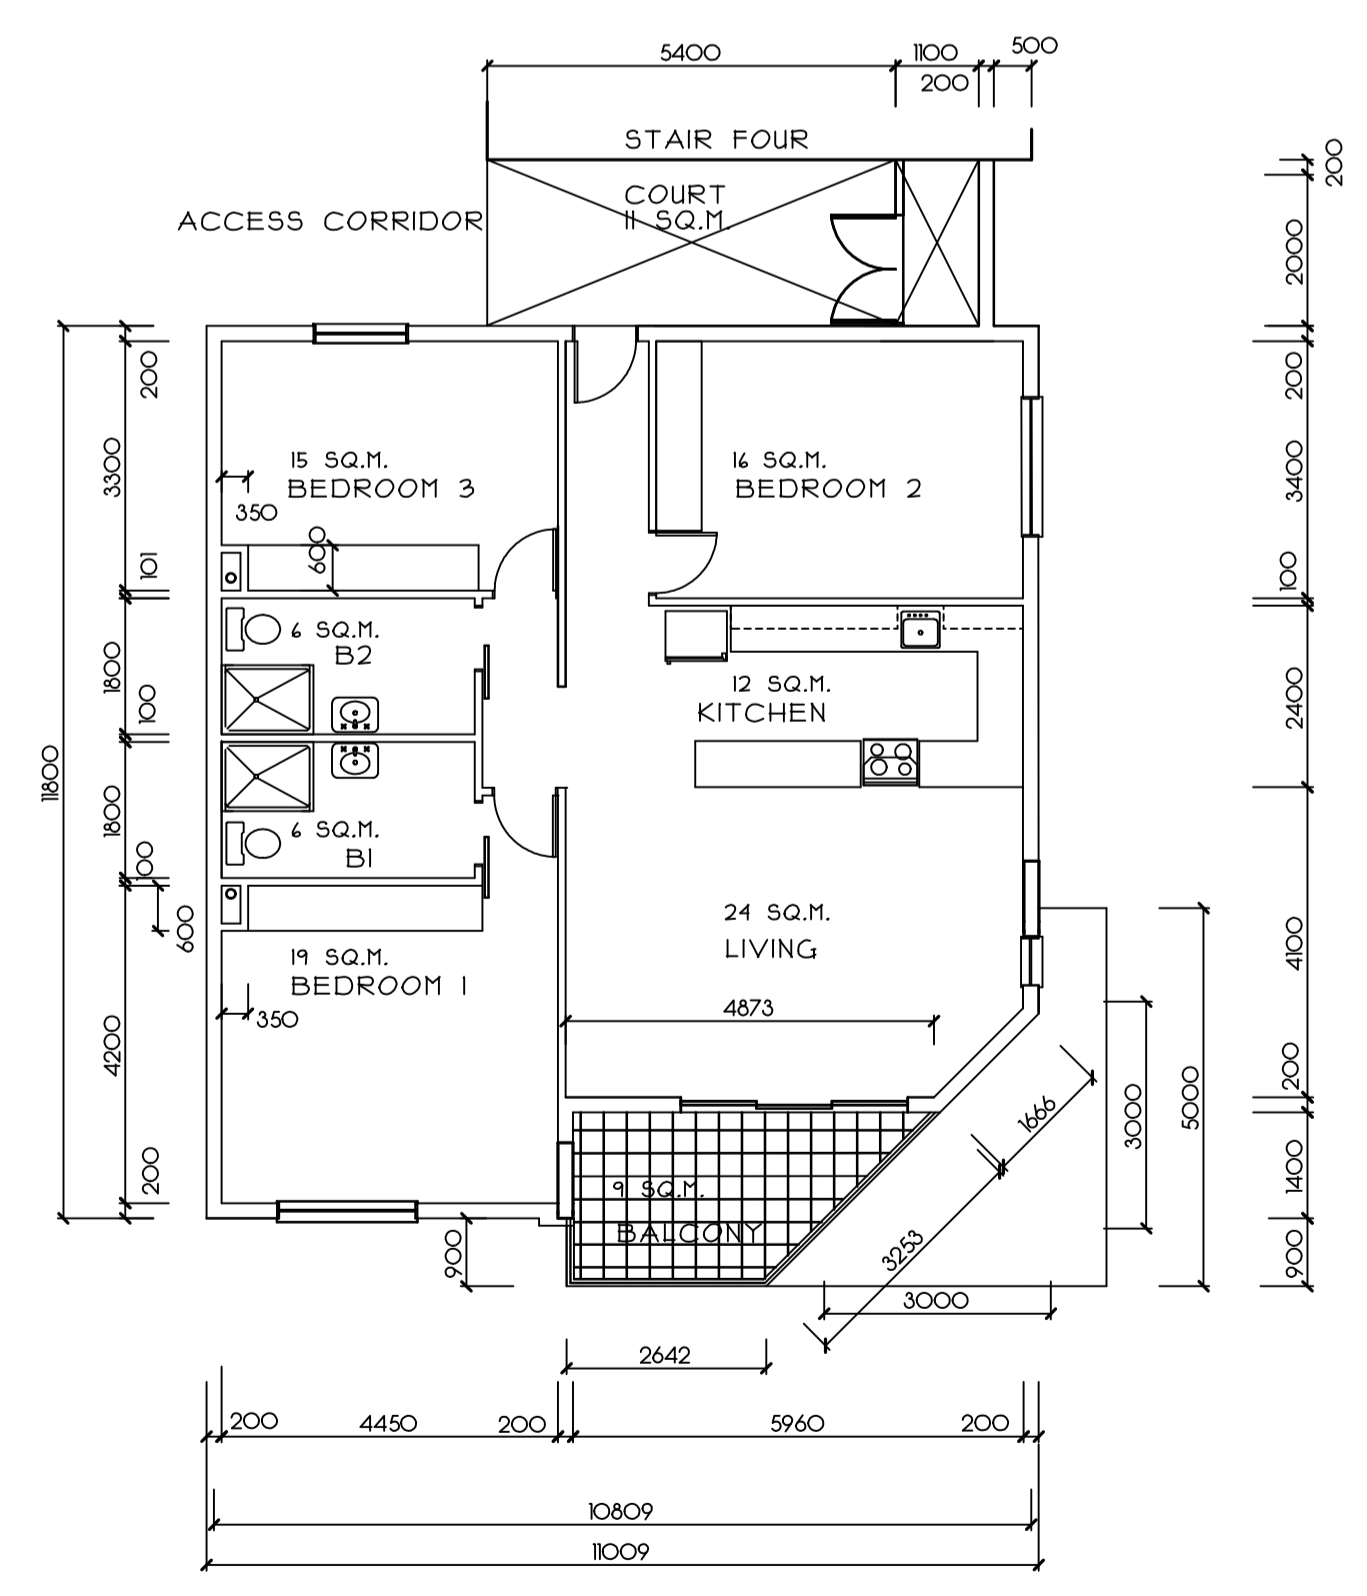 5400
1100
500
200
STAIR FOUR
200
COURT
11 SQ.M.
ACCESS CORRIDOR
2000
200
200
3300
15 SQ.M.
BEDROOM 3
16 SQ.M.
BEDROOM 2
3400
350
600
101
100
6 SQ.M.
B2
1800
12 SQ.M.
KITCHEN
2400
100
11800
1800
6 SQ.M.
B1
100
600
24 SQ.M.
LIVING
4100
19 SQ.M.
BEDROOM 1
350
4873
4200
200
1666
3000
5000
200
9 SQ.M.
BALCONY
1400
900
3253
900
3000
2642
200
4450
200
5960
200
10809
11009